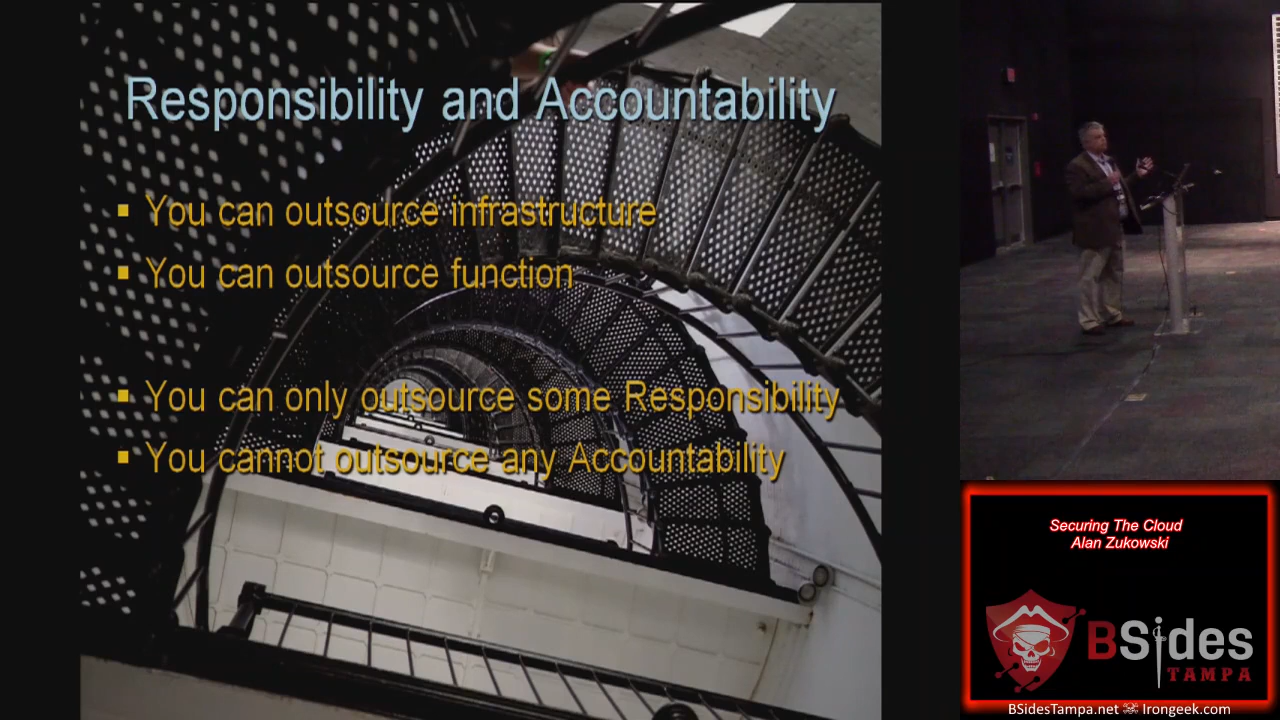 Responsibility and Accountability
▪ You can outsource infrastructure
▪ You can outsource function
▪ You can only outsource some Responsibility
▪ You cannot outsource any Accountability
Securing The Cloud
Alan Zukowski
BSides
TAMPA
BSidesTampa.net ☠ Irongeek.com